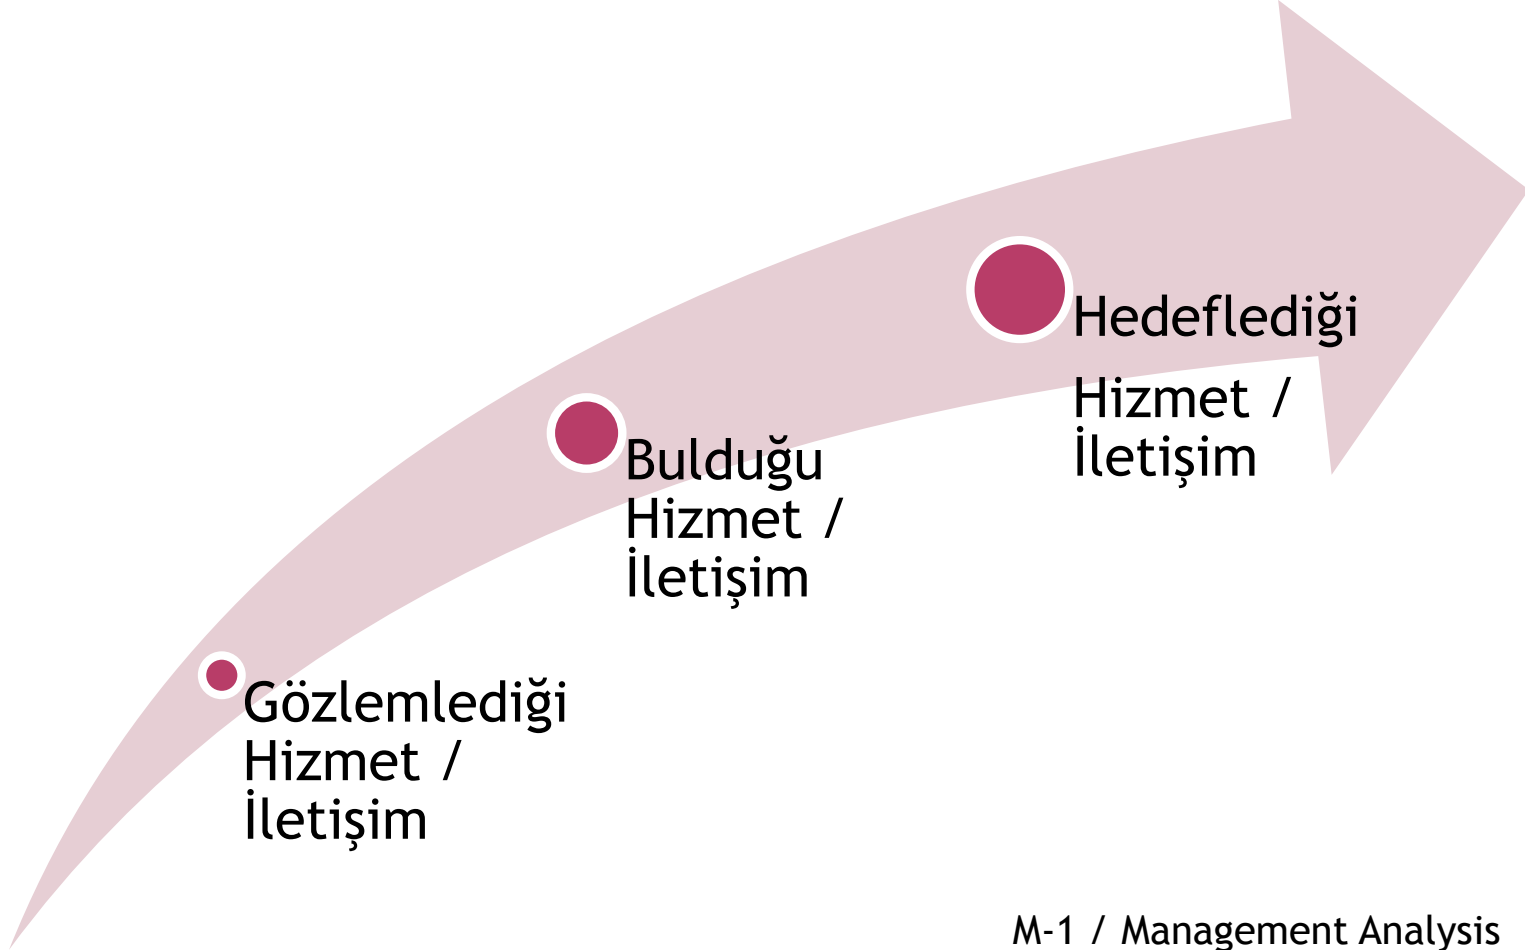 Hedeflediği
Hizmet /
İletişim
Bulduğu
Hizmet /
İletişim
Gözlemlediği
Hizmet /
İletişim
M-1 / Management Analysis